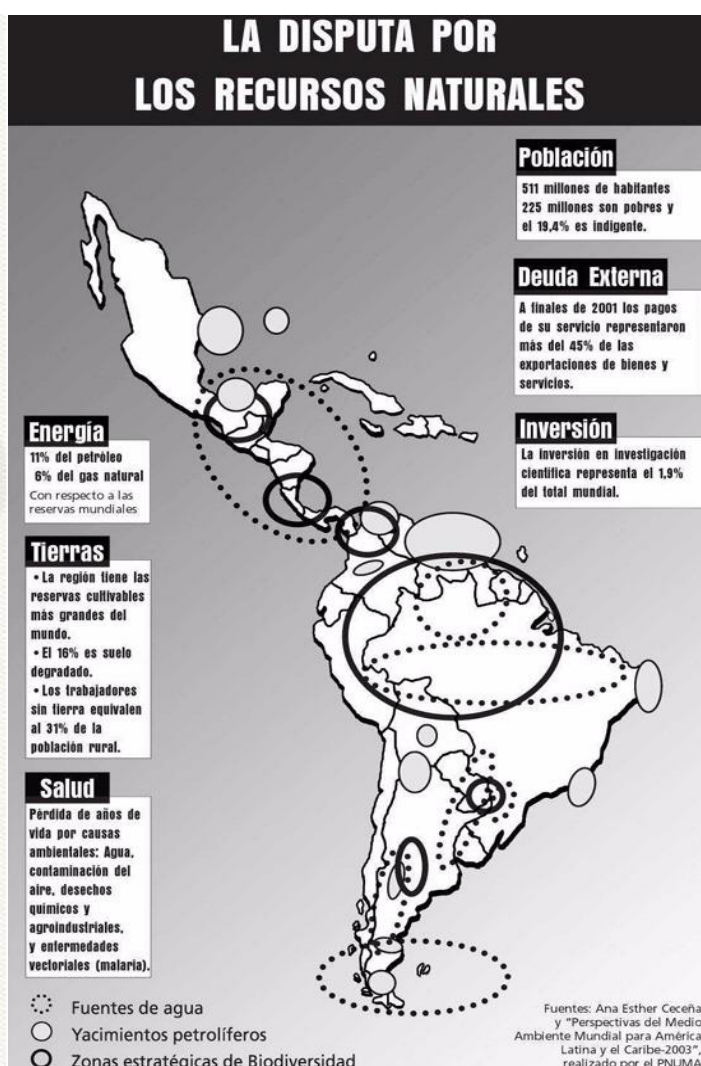 LA DISPUTA POR
LOS RECURSOS NATURALES
Población
511 millones de habitantes
225 millones son pobres y
el 19,4% es indigente.
Deuda Externa
A finales de 2001 los pagos
de su servicio representaron
más del 45% de las
exportaciones de bienes y
servicios.
Inversión
La inversión en investigación
científica representa el 1,9%
del total mundial.
Energía
11% del petróleo
6% del gas natural
Con respecto a las
reservas mundiales
Tierras
• La región tiene las
reservas cultivables
más grandes del
mundo.
• El 16% es suelo
degradado.
• Los trabajadores
sin tierra equivalen
al 31% de la
población rural.
Salud
Pérdida de años de
vida por causas
ambientales: Agua,
contaminación del
aire, desechos
químicos y
agroindustriales,
y enfermedades
vectoriales (malaria).
Fuentes de agua
Yacimientos petrolíferos
Zonas estratégicas de Biodiversidad
Fuentes: Ana Esther Ceceña
y "Perspectivas del Medio
Ambiente Mundial para América
Latina y el Caribe-2003",
realizado por el PNUMA